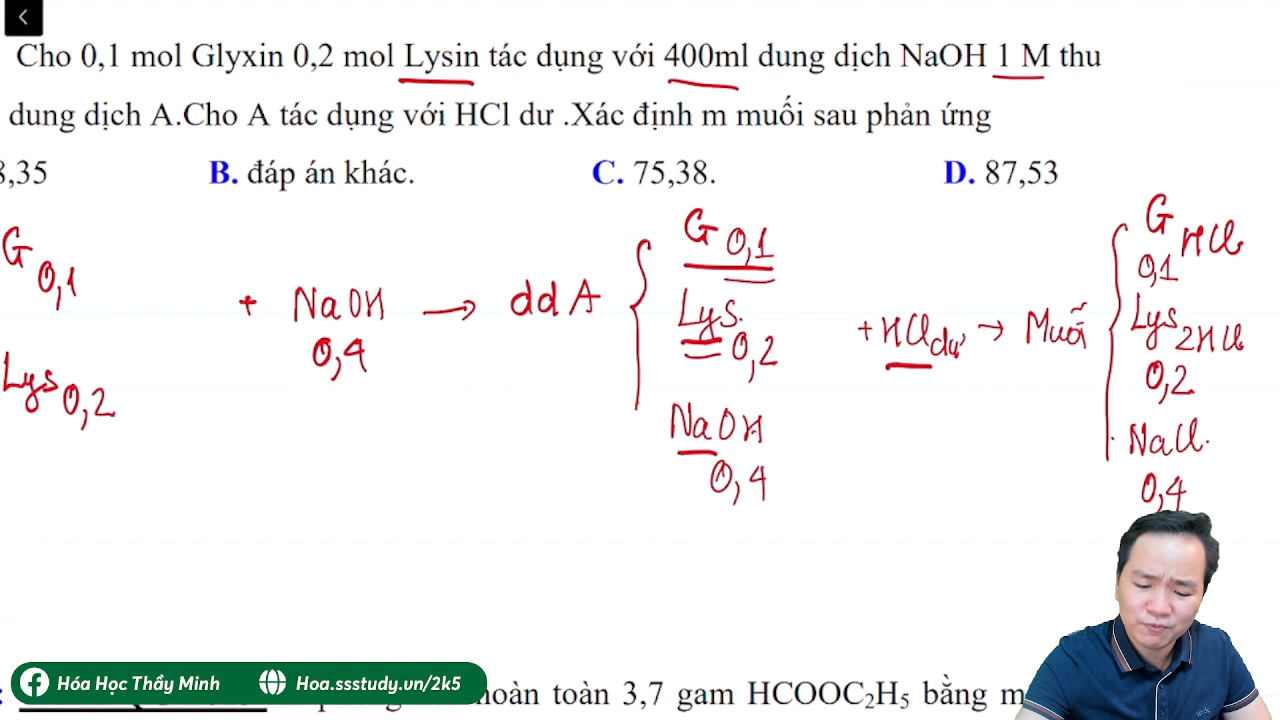 Cho 0,1 mol Glyxin 0,2 mol Lysin tác dụng với 400ml dung dịch NaOH 1 M thu
dung dịch A.Cho A tác dụng với HCl dư .Xác định m muối sau phản ứng
8,35 B. đáp án khác. C. 75,38. D. 87,53
G 0,1
Lys 0,2
+ NaOH → ddA
0,4
G 0,1
Lys 0,2
NaOH
0,4
+ HCl dư → Muối
G HCl
0,1
Lys 2HCl
0,2
NaCl
0,4
Hóa Học Thầy Minh Hoa.ssstudy.vn/2k5
hoàn toàn 3,7 gam HCOOC₂H₅ bằng m